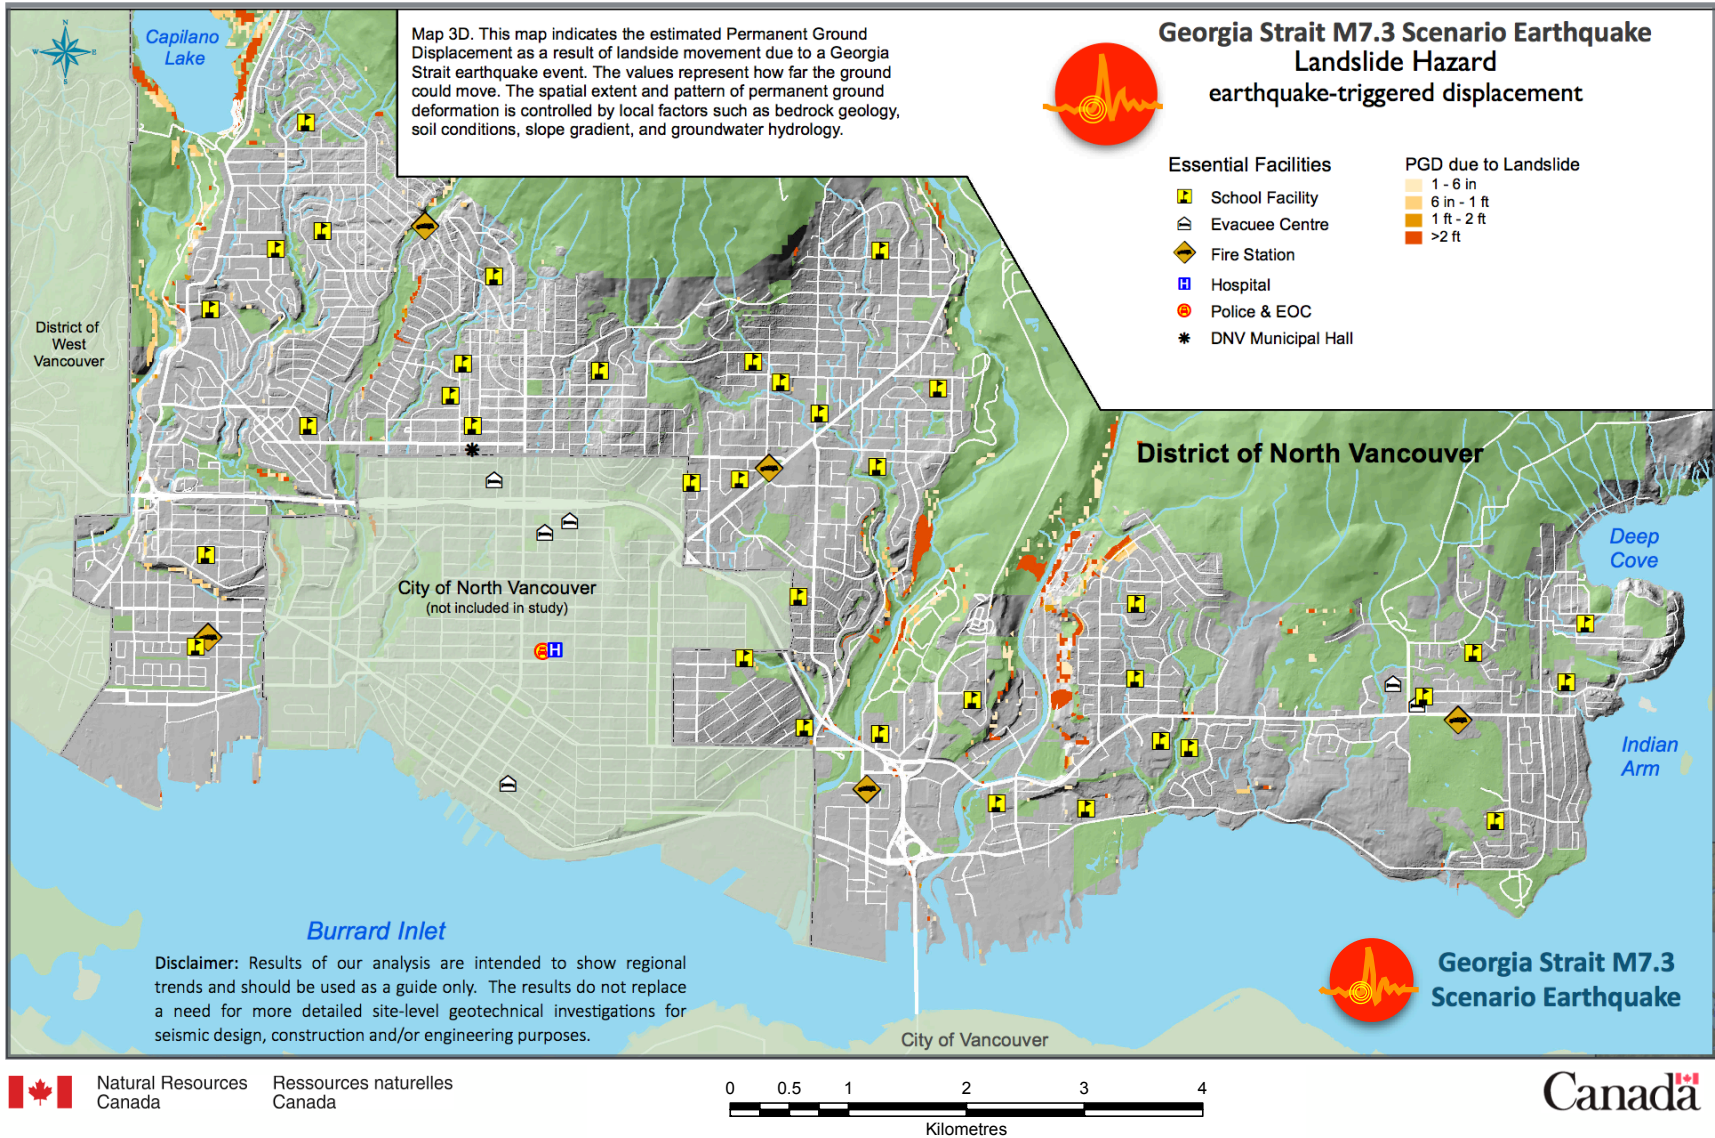 Capilano
Lake
N
W
E
S
Map 3D. This map indicates the estimated Permanent Ground
Displacement as a result of landside movement due to a Georgia
Strait earthquake event. The values represent how far the ground
could move. The spatial extent and pattern of permanent ground
deformation is controlled by local factors such as bedrock geology,
soil conditions, slope gradient, and groundwater hydrology.
Georgia Strait M7.3 Scenario Earthquake
Landslide Hazard
earthquake-triggered displacement
Essential Facilities
School Facility
Evacuee Centre
Fire Station
H Hospital
Police & EOC
DNV Municipal Hall
PGD due to Landslide
1 - 6 in
6 in - 1 ft
1 ft - 2 ft
>2 ft
District of
West
Vancouver
District of North Vancouver
Deep
Cove
City of North Vancouver
(not included in study)
H
Indian
Arm
Burrard Inlet
Disclaimer: Results of our analysis are intended to show regional
trends and should be used as a guide only. The results do not replace
a need for more detailed site-level geotechnical investigations for
seismic design, construction and/or engineering purposes.
Georgia Strait M7.3
Scenario Earthquake
City of Vancouver
Natural Resources
Canada
Ressources naturelles
Canada
0 0.5 1 2 3 4
Kilometres
Canada